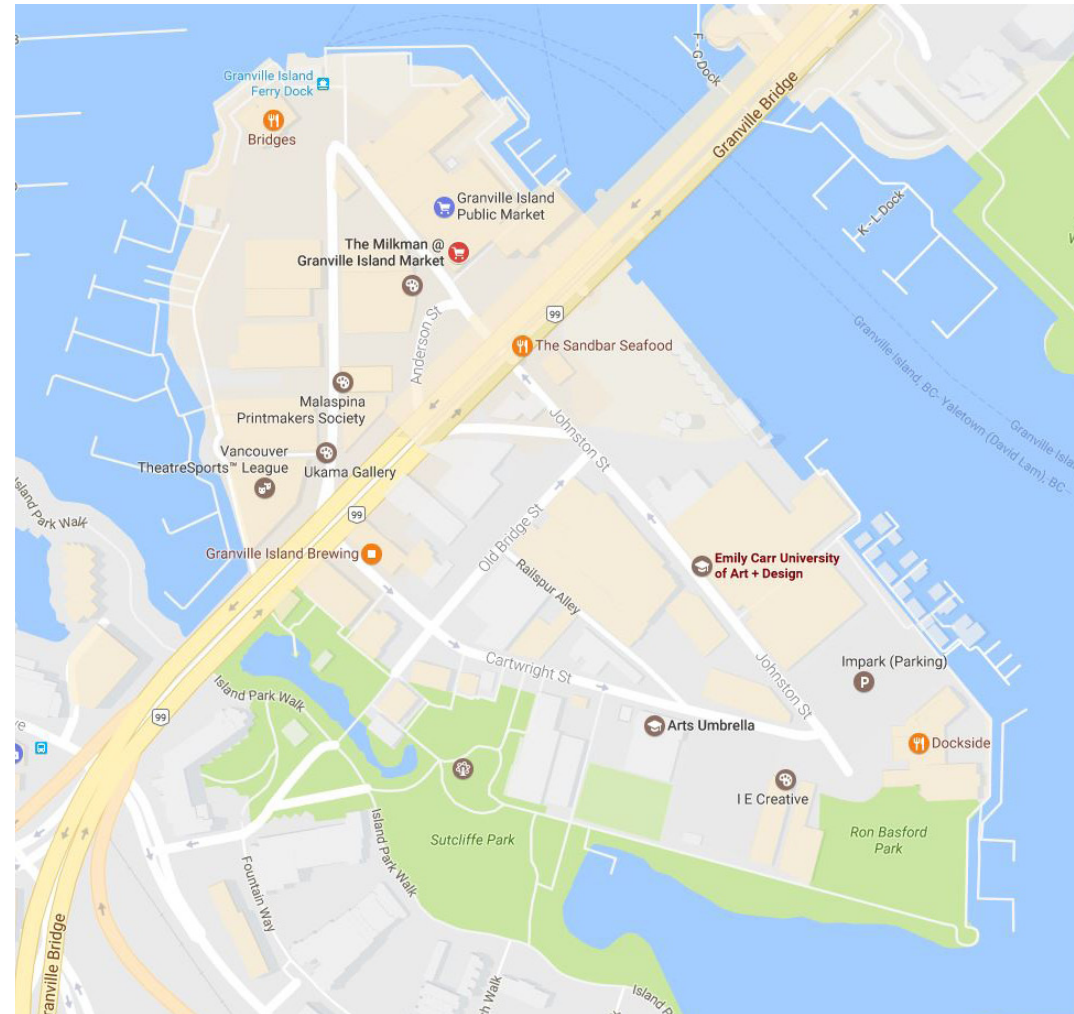 F - G Dock
Granville Island
Ferry Dock
Bridges
Granville Bridge
Granville Island
Public Market
K - L Dock
The Milkman @
Granville Island Market
99
Anderson St
The Sandbar Seafood
Granville Island, BC- Yaletown (David Lam), BC -
Malaspina
Printmakers Society
Johnston St
Vancouver
TheatreSports™ League
Ukama Gallery
Island Park Walk
99
Granville Island Brewing
Old Bridge St
Railspur Alley
Emily Carr University
of Art + Design
Cartwright St
Johnston St
Impark (Parking)
P
Island Park Walk
99
Arts Umbrella
Dockside
I E Creative
Sutcliffe Park
Ron Basford
Park
Island Park Walk
Fountain Way
Granville Bridge
Walk